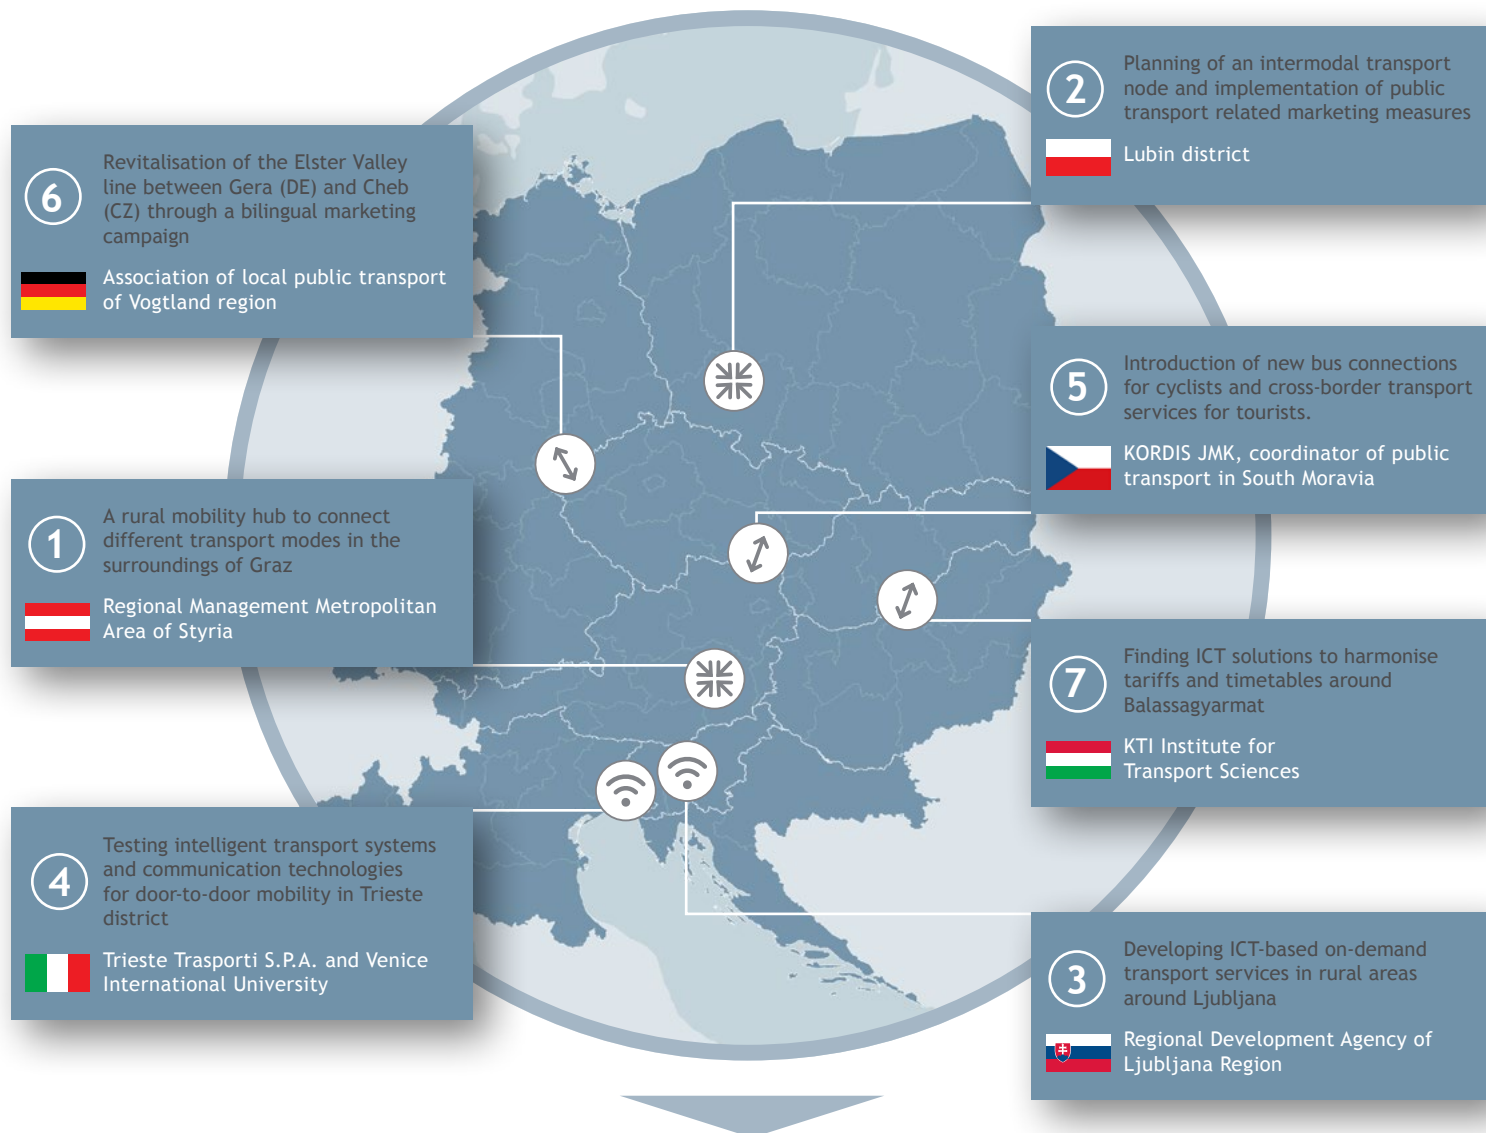 6
Revitalisation of the Elster Valley
line between Gera (DE) and Cheb
(CZ) through a bilingual marketing
campaign
Association of local public transport
of Vogtland region
1
A rural mobility hub to connect
different transport modes in the
surroundings of Graz
Regional Management Metropolitan
Area of Styria
4
Testing intelligent transport systems
and communication technologies
for door-to-door mobility in Trieste
district
Trieste Trasporti S.P.A. and Venice
International University
2
Planning of an intermodal transport
node and implementation of public
transport related marketing measures
Lubin district
5
Introduction of new bus connections
for cyclists and cross-border transport
services for tourists.
KORDIS JMK, coordinator of public
transport in South Moravia
7
Finding ICT solutions to harmonise
tariffs and timetables around
Balassagyarmat
KTI Institute for
Transport Sciences
3
Developing ICT-based on-demand
transport services in rural areas
around Ljubljana
Regional Development Agency of
Ljubljana Region